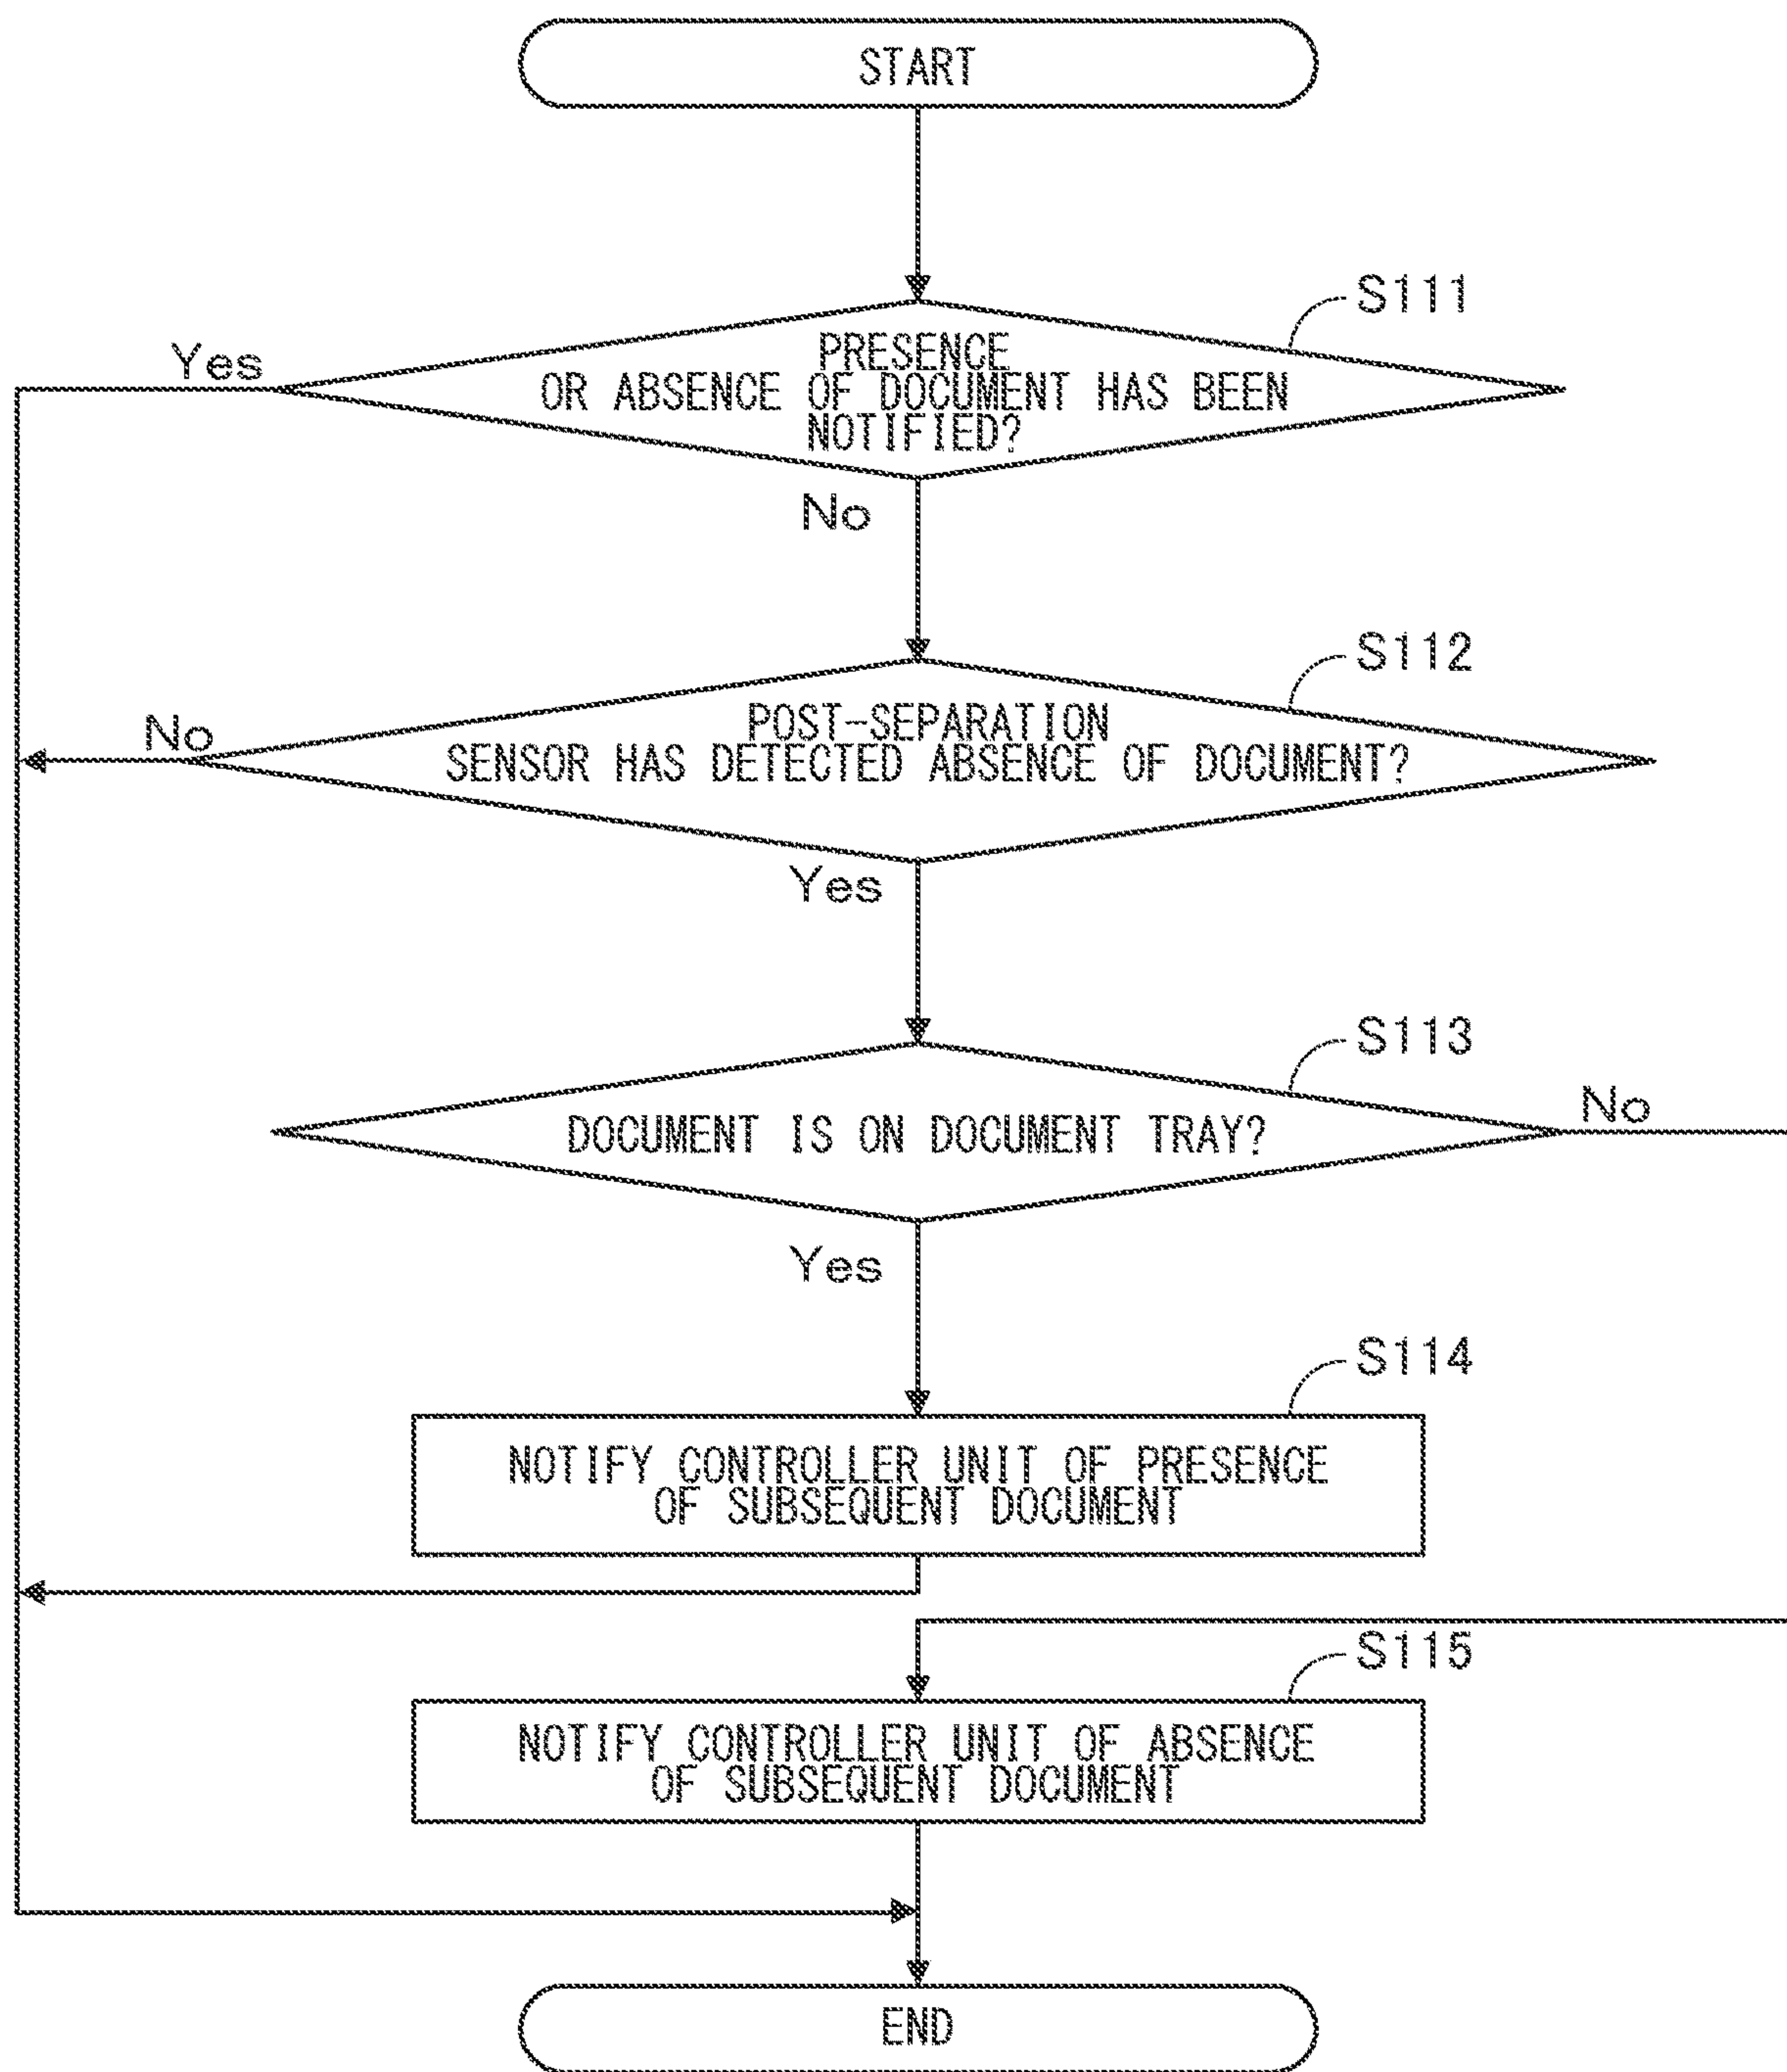 START
S111
Yes
PRESENCE
OR ABSENCE OF DOCUMENT HAS BEEN
NOTIFIED?
No
S112
No
POST-SEPARATION
SENSOR HAS DETECTED ABSENCE OF DOCUMENT?
Yes
S113
No
DOCUMENT IS ON DOCUMENT TRAY?
Yes
S114
NOTIFY CONTROLLER UNIT OF PRESENCE
OF SUBSEQUENT DOCUMENT
S115
NOTIFY CONTROLLER UNIT OF ABSENCE
OF SUBSEQUENT DOCUMENT
END